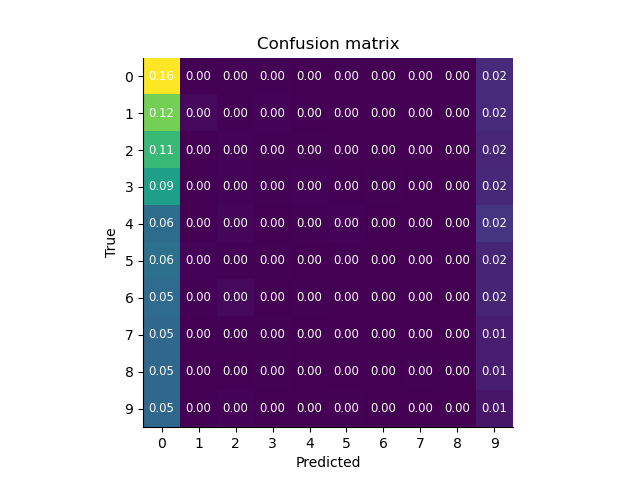 Confusion matrix
0 0.16 0.00 0.00 0.00 0.00 0.00 0.00 0.00 0.00 0.02
1 0.12 0.00 0.00 0.00 0.00 0.00 0.00 0.00 0.00 0.02
2 0.11 0.00 0.00 0.00 0.00 0.00 0.00 0.00 0.00 0.02
3 0.09 0.00 0.00 0.00 0.00 0.00 0.00 0.00 0.00 0.02
4 0.06 0.00 0.00 0.00 0.00 0.00 0.00 0.00 0.00 0.02
True
5 0.06 0.00 0.00 0.00 0.00 0.00 0.00 0.00 0.00 0.02
6 0.05 0.00 0.00 0.00 0.00 0.00 0.00 0.00 0.00 0.02
7 0.05 0.00 0.00 0.00 0.00 0.00 0.00 0.00 0.00 0.01
8 0.05 0.00 0.00 0.00 0.00 0.00 0.00 0.00 0.00 0.01
9 0.05 0.00 0.00 0.00 0.00 0.00 0.00 0.00 0.00 0.01
0 1 2 3 4 5 6 7 8 9
Predicted